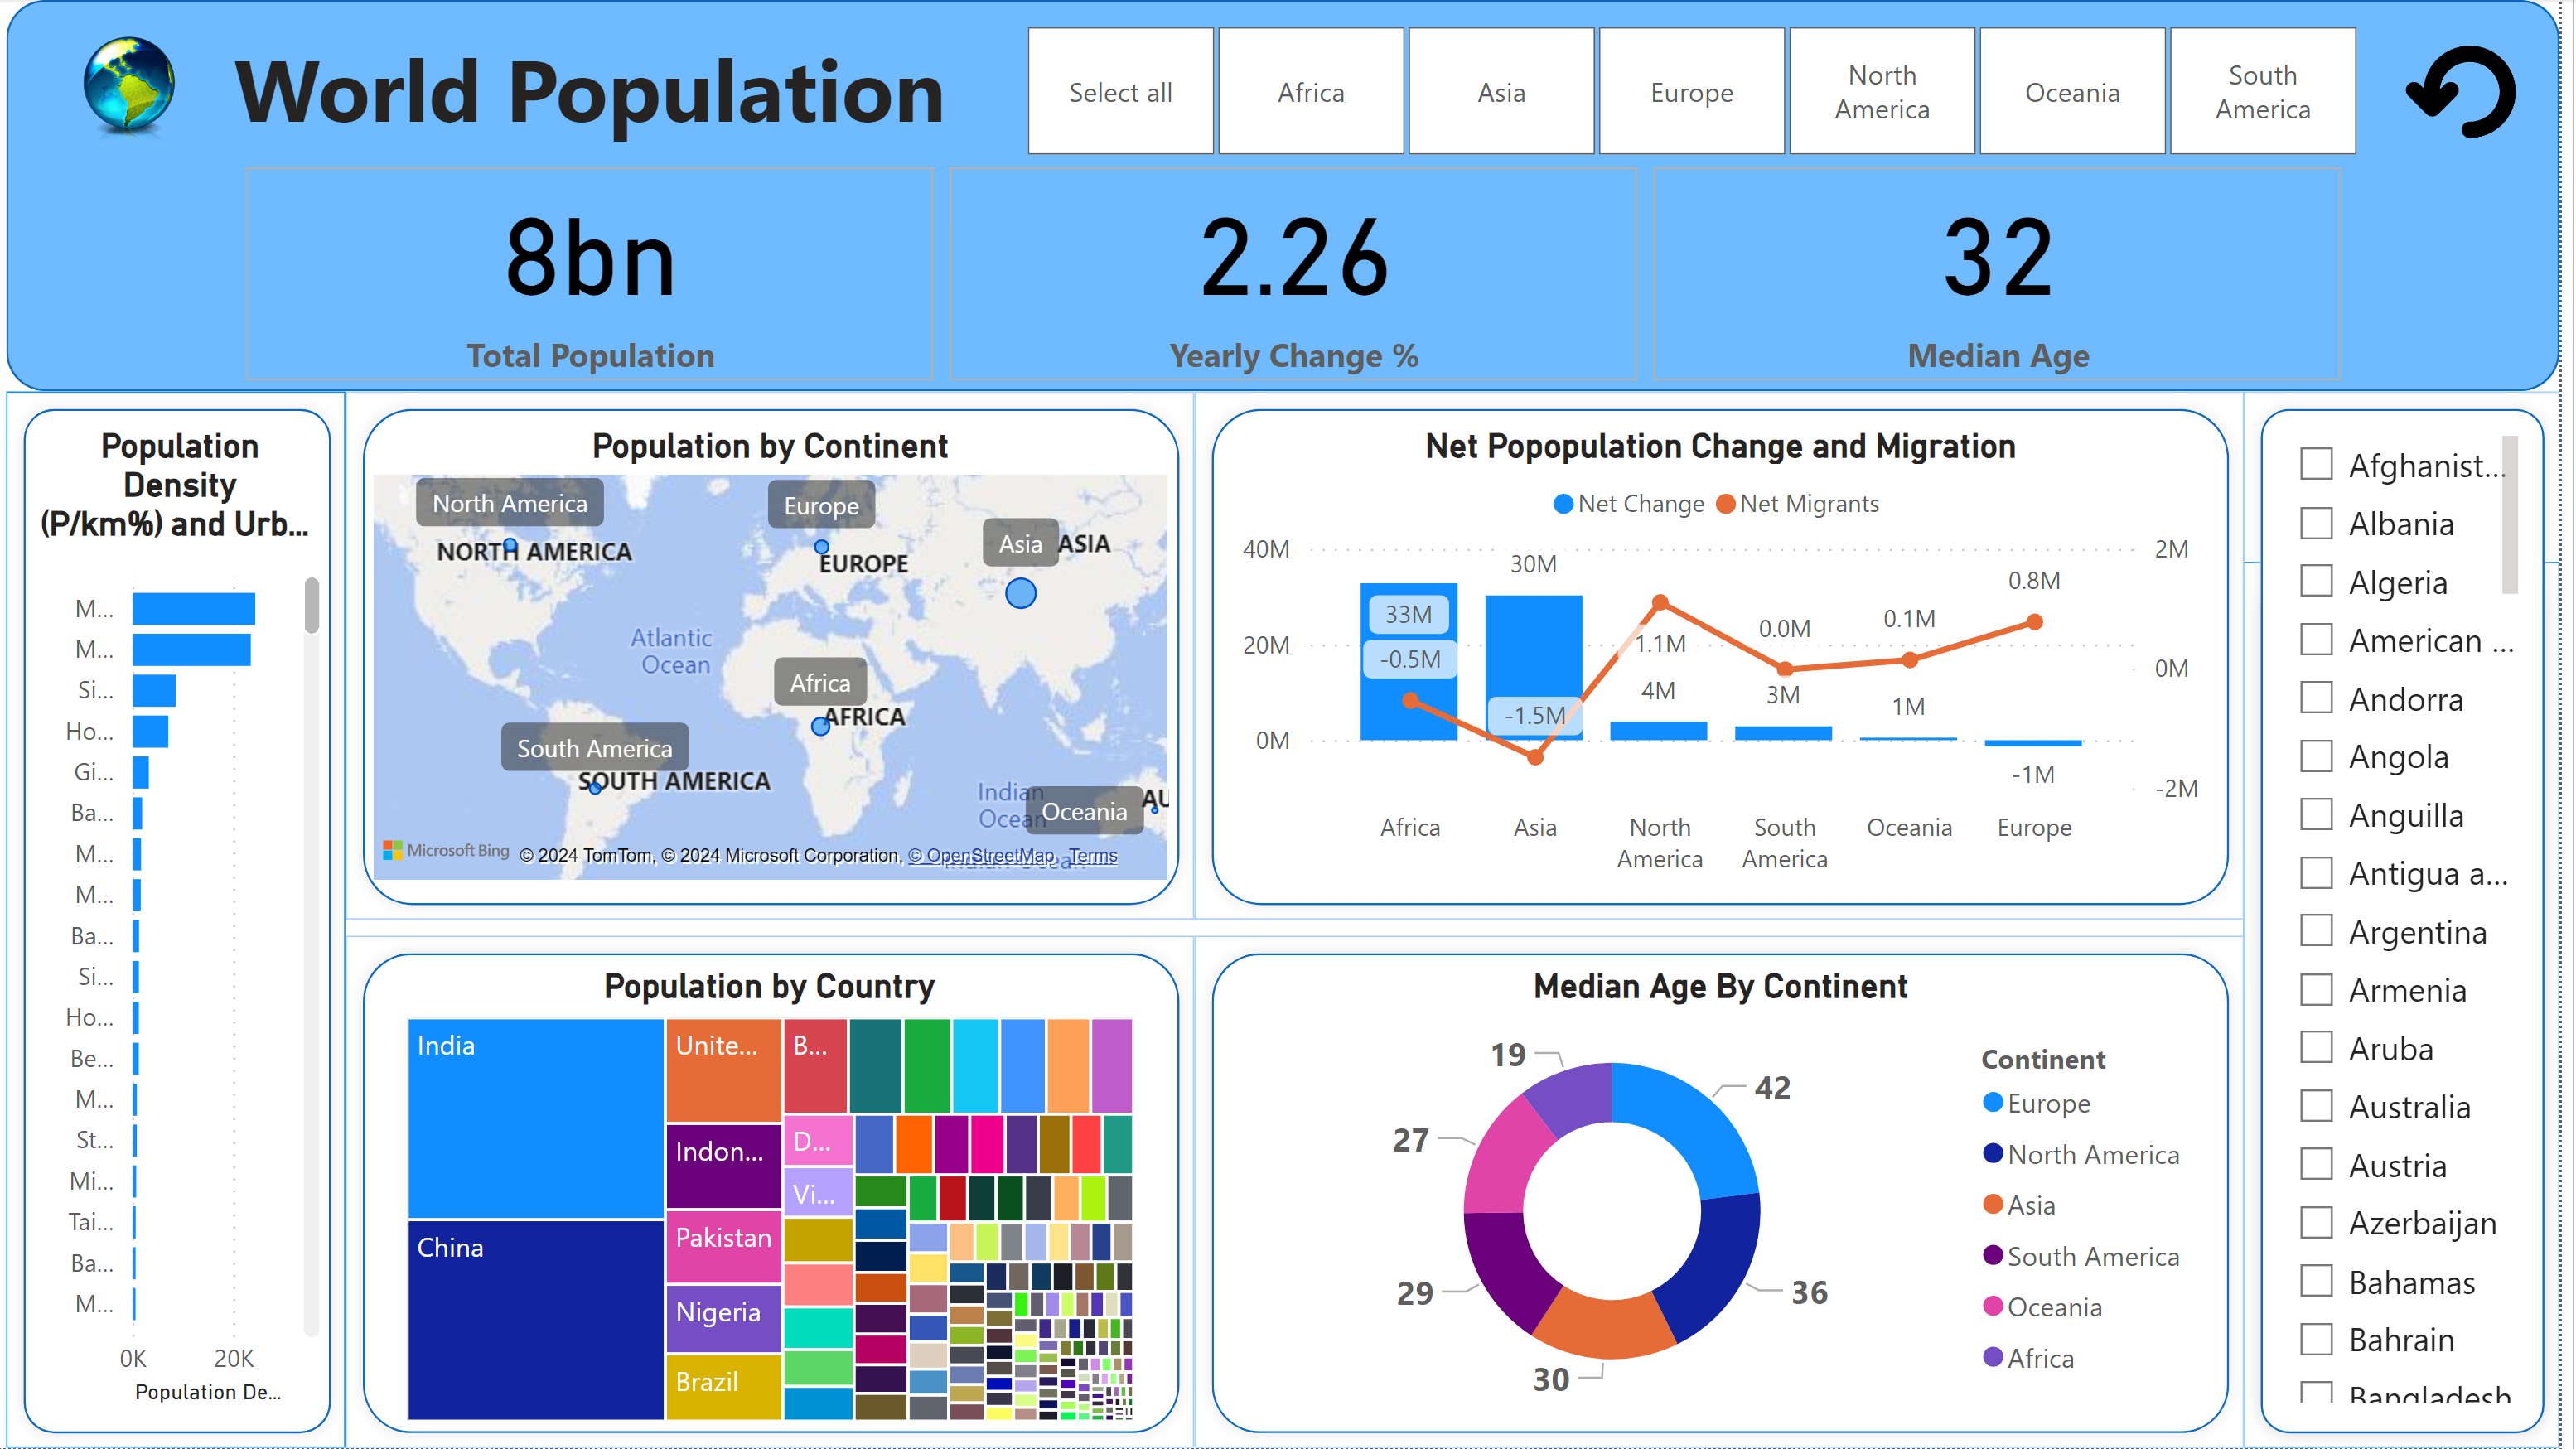 World Population
Select all
Africa
Asia
Europe
North
America
Oceania
South
America
8bn
Total Population
2.26
Yearly Change %
32
Median Age
Population
Density
(P/km%) and Urb...
M...
M...
Si...
Ho...
Gi...
Ba...
M...
M...
Ba...
Si...
Ho...
Be...
M...
St...
Mi...
Tai...
Ba...
M...
0K 20K
Population De...
Population by Continent
North America
NORTH AMERICA
Europe
EUROPE
Asia
ASIA
Atlantic
Ocean
Africa
AFRICA
South America
SOUTH AMERICA
Indian
Ocean
Oceania
AU
Microsoft Bing © 2024 TomTom, © 2024 Microsoft Corporation, © OpenStreetMap Terms
Net Popopulation Change and Migration
Net Change Net Migrants
40M
20M
0M
2M
0M
-2M
33M
-0.5M
30M
-1.5M
1.1M
4M
0.0M
3M
0.1M
1M
0.8M
-1M
Africa
Asia
North
America
South
America
Oceania
Europe
Population by Country
India
China
Unite...
Indon...
Pakistan
Nigeria
Brazil
B...
D...
Vi...
Median Age By Continent
19
42
27
36
29
30
Continent
Europe
North America
Asia
South America
Oceania
Africa
Afghanist...
Albania
Algeria
American ...
Andorra
Angola
Anguilla
Antigua a...
Argentina
Armenia
Aruba
Australia
Austria
Azerbaijan
Bahamas
Bahrain
Bangladesh